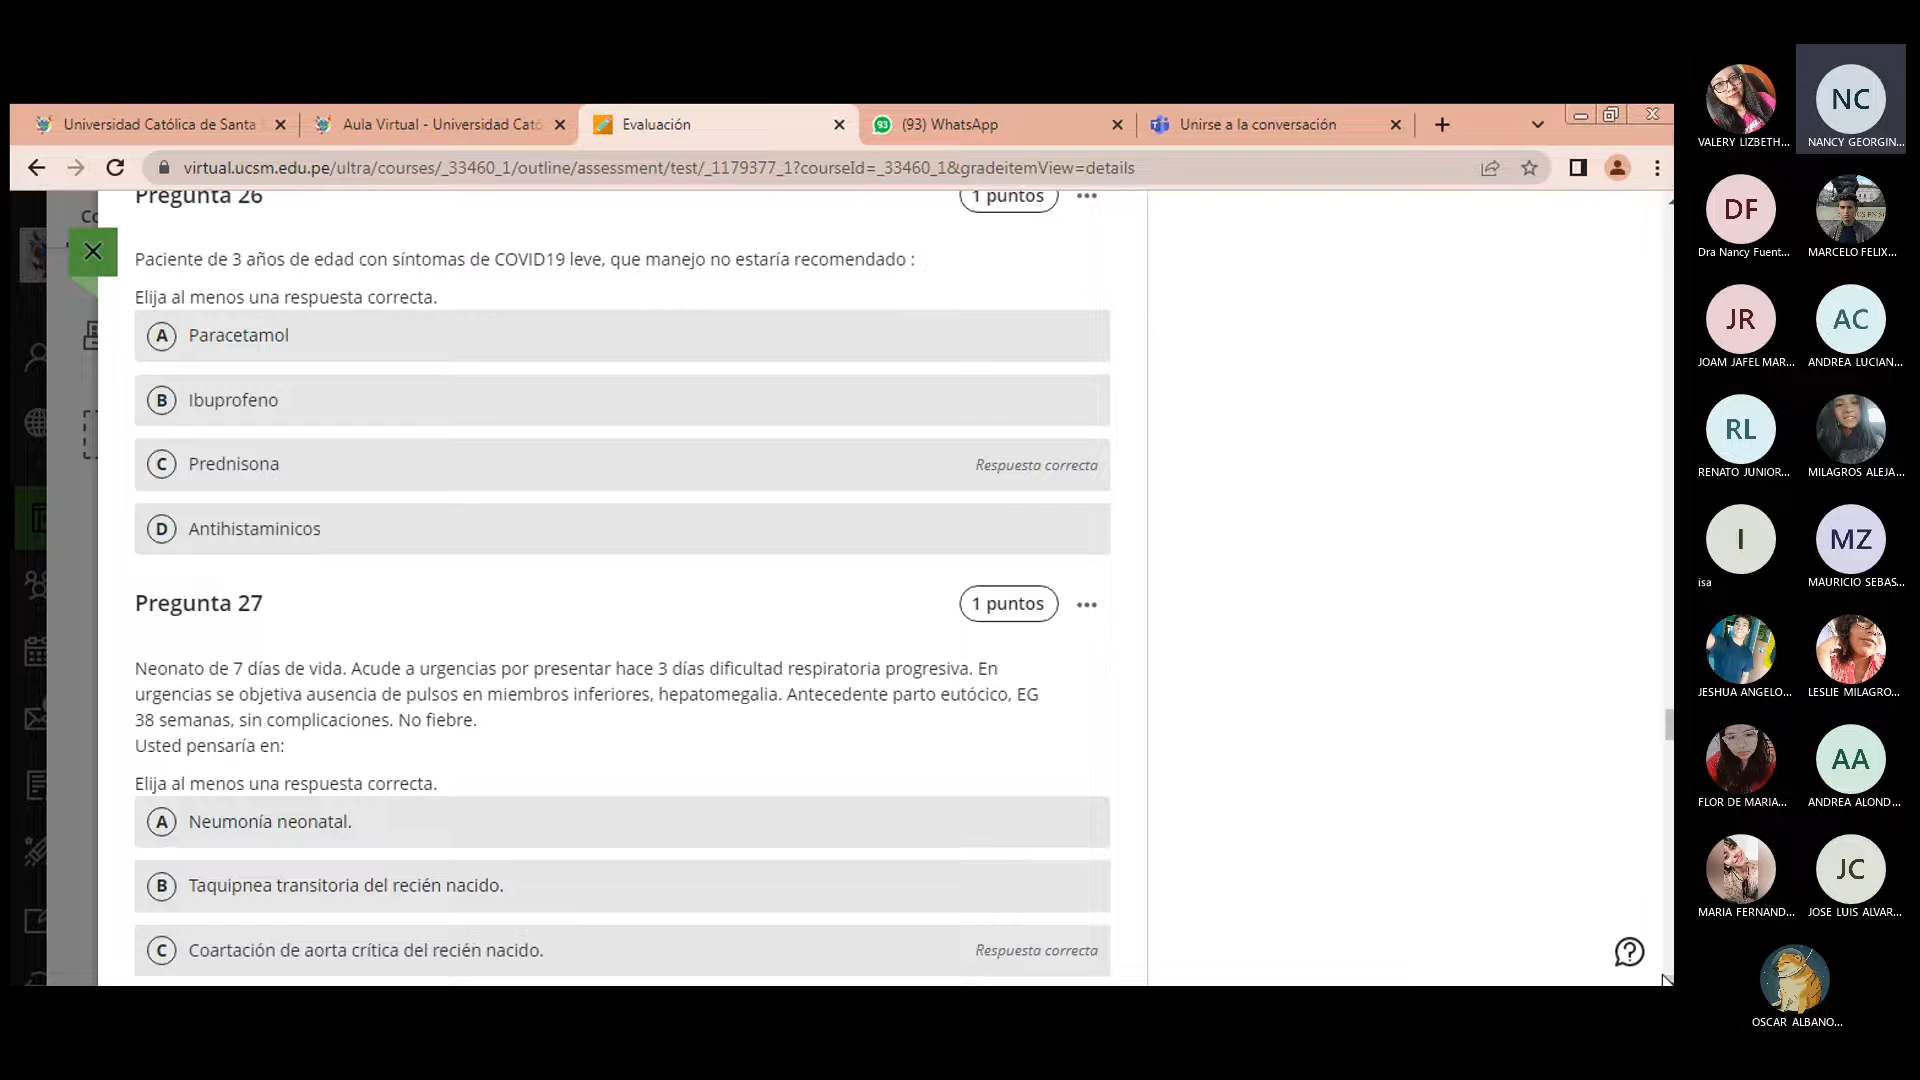 Universidad Católica de Santa
Aula Virtual - Universidad Cató
Evaluación
93
(93) WhatsApp
Unirse a la conversación
virtual.ucsm.edu.pe/ultra/courses/_33460_1/outline/assessment/test/_1179377_1?courseId=_33460_1&gradeitemView=details
Pregunta 26
1 puntos
Paciente de 3 años de edad con síntomas de COVID19 leve, que manejo no estaría recomendado :
Elija al menos una respuesta correcta.
A Paracetamol
B Ibuprofeno
C Prednisona Respuesta correcta
D Antihistaminicos
Pregunta 27
1 puntos
Neonato de 7 días de vida. Acude a urgencias por presentar hace 3 días dificultad respiratoria progresiva. En
urgencias se objetiva ausencia de pulsos en miembros inferiores, hepatomegalia. Antecedente parto eutócico, EG
38 semanas, sin complicaciones. No fiebre.
Usted pensaría en:
Elija al menos una respuesta correcta.
A Neumonía neonatal.
B Taquipnea transitoria del recién nacido.
C Coartación de aorta crítica del recién nacido. Respuesta correcta
VALERY LIZBETH...
NC
NANCY GEORGIN...
DF
Dra Nancy Fuent...
MARCELO FELIX...
JR
JOAM JAFEL MAR...
AC
ANDREA LUCIAN...
RL
RENATO JUNIOR...
MILAGROS ALEJA...
I
isa
MZ
MAURICIO SEBAS...
JESHUA ANGELO...
LESLIE MILAGRO...
FLOR DE MARIA...
AA
ANDREA ALOND...
MARIA FERNAND...
JC
JOSE LUIS ALVAR...
OSCAR ALBANO...